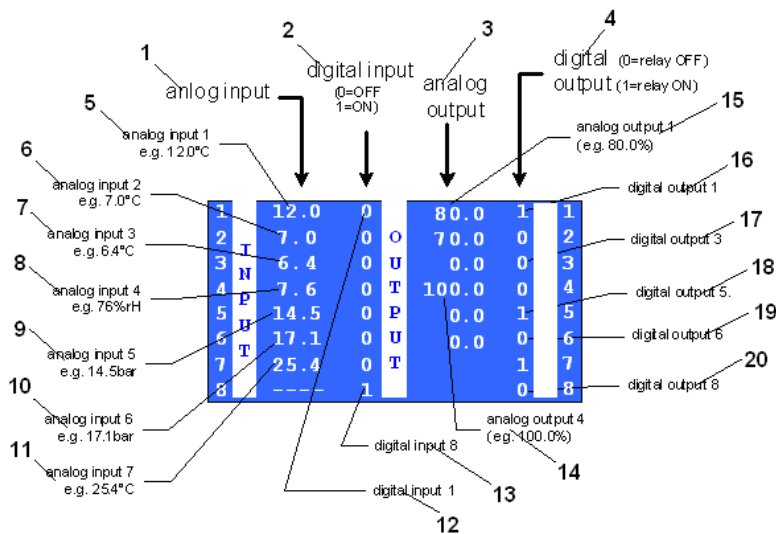 1
anlog input
2
digital input
(0=OFF
1=ON)
3
analog
output
4
digital (0=relay OFF)
output (1=relay ON)
5
analog input 1
e.g. 12.0°C
6
analog input 2
e.g. 7.0°C
7
analog input 3
e.g. 6.4°C
8
analog input 4
e.g. 76%rH
9
analog input 5
e.g. 14.5bar
10
analog input 6
e.g. 17.1bar
11
analog input 7
e.g. 25.4°C
INPUT
OUTPUT
1 12.0 0 80.0 1 1
2 7.0 0 70.0 0 2
3 6.4 0 0.0 0 3
4 7.6 0 100.0 0 4
5 14.5 0 0.0 1 5
6 17.1 0 0.0 0 6
7 25.4 0 1 7
8 ---- 1 0 8
15
analog output 1
(e.g. 80.0%)
16
digital output 1
17
digital output 3
18
digital output 5.
19
digital output 6
20
digital output 8
analog output 4
(e.g. 100.0%)
14
digital input 8
13
digital input 1
12